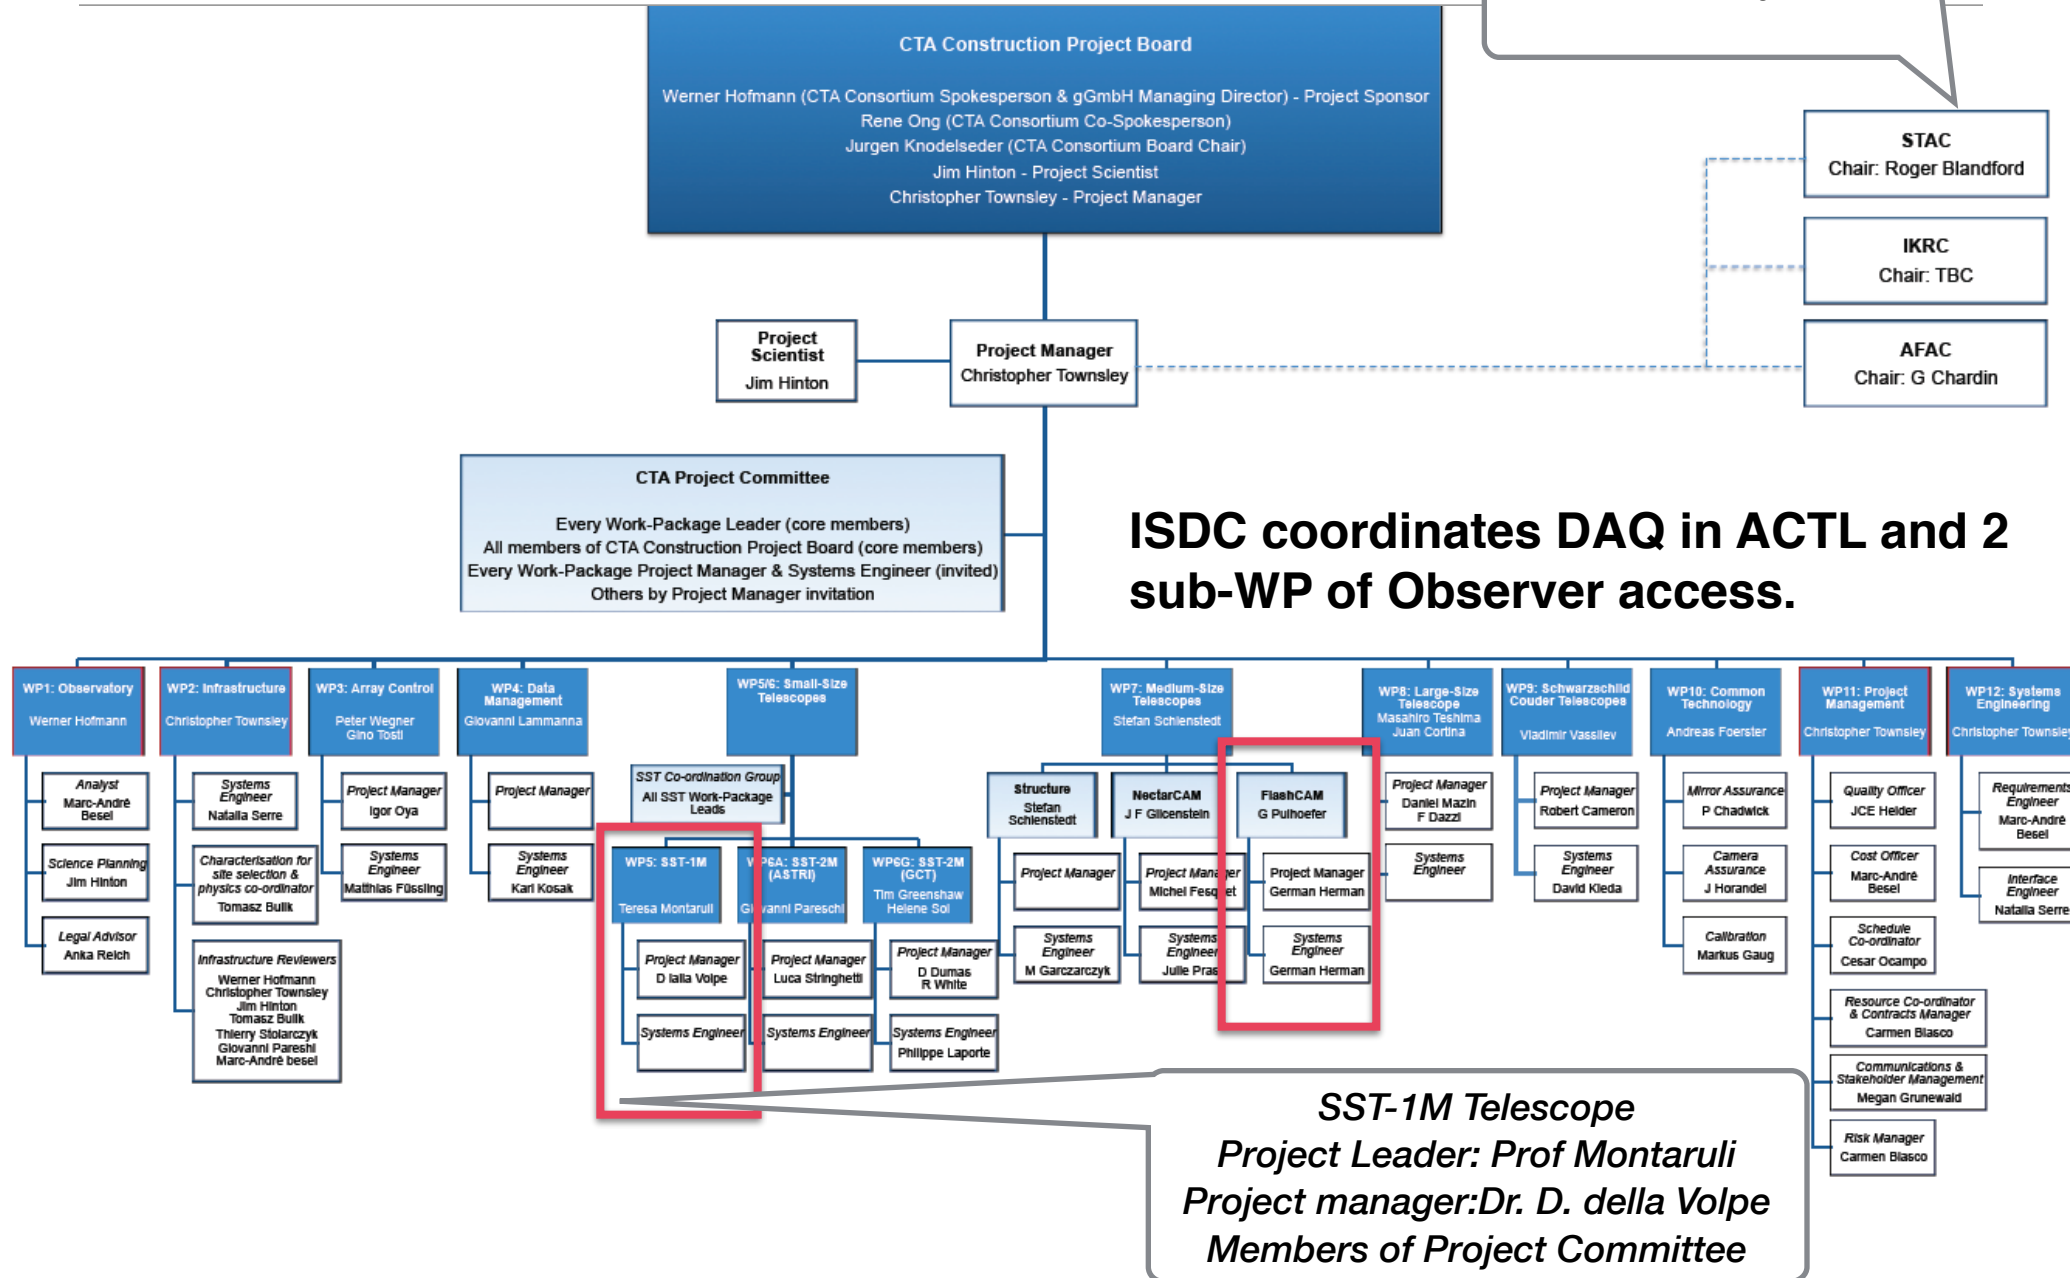 CTA Construction Project Board
Werner Hofmann (CTA Consortium Spokesperson & gGmbH Managing Director) - Project Sponsor
Rene Ong (CTA Consortium Co-Spokesperson)
Jurgen Knodelseder (CTA Consortium Board Chair)
Jim Hinton - Project Scientist
Christopher Townsley - Project Manager
STAC
Chair: Roger Blandford
IKRC
Chair: TBC
AFAC
Chair: G Chardin
Project
Scientist
Jim Hinton
Project Manager
Christopher Townsley
CTA Project Committee
Every Work-Package Leader (core members)
All members of CTA Construction Project Board (core members)
Every Work-Package Project Manager & Systems Engineer (invited)
Others by Project Manager invitation
ISDC coordinates DAQ in ACTL and 2
sub-WP of Observer access.
WP1: Observatory
Werner Hofmann
Analyst
Marc-André
Besel
Science Planning
Jim Hinton
Legal Advisor
Anka Reich
WP2: Infrastructure
Christopher Townsley
Systems
Engineer
Natalia Serre
Characterisation for
site selection &
physics co-ordinator
Tomasz Bulik
Infrastructure Reviewers
Werner Hofmann
Christopher Townsley
Jim Hinton
Tomasz Bulik
Thierry Stolarczyk
Giovanni Pareshi
Marc-André besel
WP3: Array Control
Peter Wegner
Gino Tosti
Project Manager
Igor Oya
Systems
Engineer
Matthias Füssling
WP4: Data
Management
Giovanni Lammanna
Project Manager
Systems
Engineer
Karl Kosak
WP5/6: Small-Size
Telescopes
SST Co-ordination Group
All SST Work-Package
Leads
WP5: SST-1M
Teresa Montaruli
Project Manager
D lalla Volpe
Systems Engineer
WP6A: SST-2M
(ASTRI)
Giovanni Pareschi
Project Manager
Luca Stringhetti
Systems Engineer
WP6G: SST-2M
(GCT)
Tim Greenshaw
Helene Sol
Project Manager
D Dumas
R White
Systems Engineer
Philippe Laporte
WP7: Medium-Size
Telescopes
Stefan Schlenstedt
Structure
Stefan
Schlenstedt
Project Manager
Systems
Engineer
M Garczarczyk
NectarCAM
J F Glicenstein
Project Manager
Michel Fesquet
Systems
Engineer
Julie Pras
FlashCAM
G Pulhoefer
Project Manager
German Herman
Systems
Engineer
German Herman
WP8: Large-Size
Telescope
Masahiro Teshima
Juan Cortina
Project Manager
Daniel Mazin
F Dazzi
Systems
Engineer
WP9: Schwarzschild
Couder Telescopes
Vladimir Vassilev
Project Manager
Robert Cameron
Systems
Engineer
David Kieda
WP10: Common
Technology
Andreas Foerster
Mirror Assurance
P Chadwick
Camera
Assurance
J Horandel
Calibration
Markus Gaug
WP11: Project
Management
Christopher Townsley
Quality Officer
JCE Helder
Cost Officer
Marc-André
Besel
Schedule
Co-ordinator
Cesar Ocampo
Resource Co-ordinator
& Contracts Manager
Carmen Blasco
Communications &
Stakeholder Management
Megan Grunewald
Risk Manager
Carmen Blasco
WP12: Systems
Engineering
Christopher Townsley
Requirements
Engineer
Marc-André
Besel
Interface
Engineer
Natalia Serre
SST-1M Telescope
Project Leader: Prof Montaruli
Project manager:Dr. D. della Volpe
Members of Project Committee